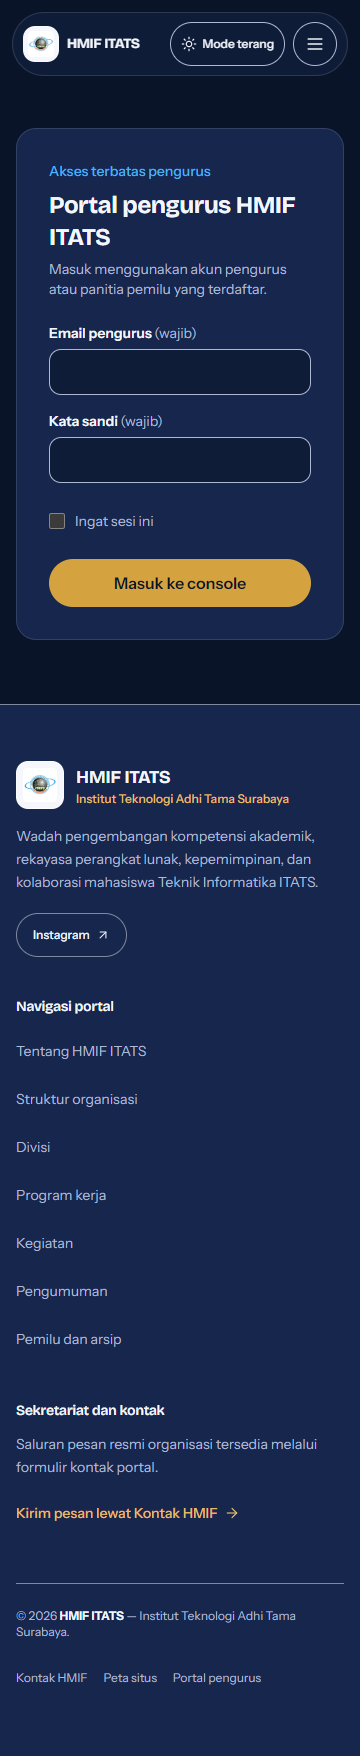 HMIF ITATS
Mode terang
Akses terbatas pengurus
Portal pengurus HMIF
ITATS
Masuk menggunakan akun pengurus
atau panitia pemilu yang terdaftar.
Email pengurus (wajib)
Kata sandi (wajib)
Ingat sesi ini
Masuk ke console
HMIF ITATS
Institut Teknologi Adhi Tama Surabaya
Wadah pengembangan kompetensi akademik,
rekayasa perangkat lunak, kepemimpinan, dan
kolaborasi mahasiswa Teknik Informatika ITATS.
Instagram
Navigasi portal
Tentang HMIF ITATS
Struktur organisasi
Divisi
Program kerja
Kegiatan
Pengumuman
Pemilu dan arsip
Sekretariat dan kontak
Saluran pesan resmi organisasi tersedia melalui
formulir kontak portal.
Kirim pesan lewat Kontak HMIF →
© 2026 HMIF ITATS — Institut Teknologi Adhi Tama
Surabaya.
Kontak HMIF Peta situs Portal pengurus